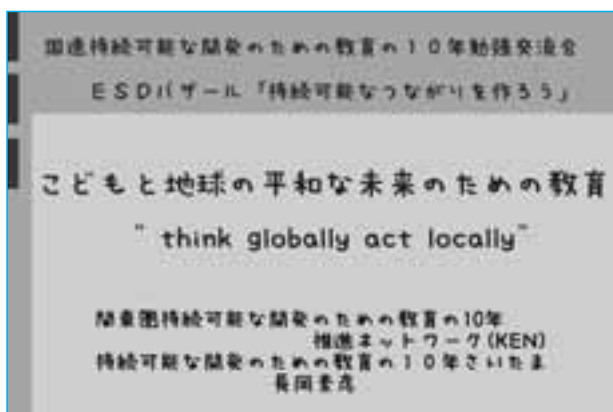 国連持続可能な開発のための教育の10年勉強交流会
ESDバザール「持続可能なつながりを作ろう」
こどもと地球の平和な未来のための教育
"think globally act locally"
関東圏持続可能な開発のための教育の10年
推進ネットワーク(KEN)
持続可能な開発のための教育の10年さいたま
長岡素彦